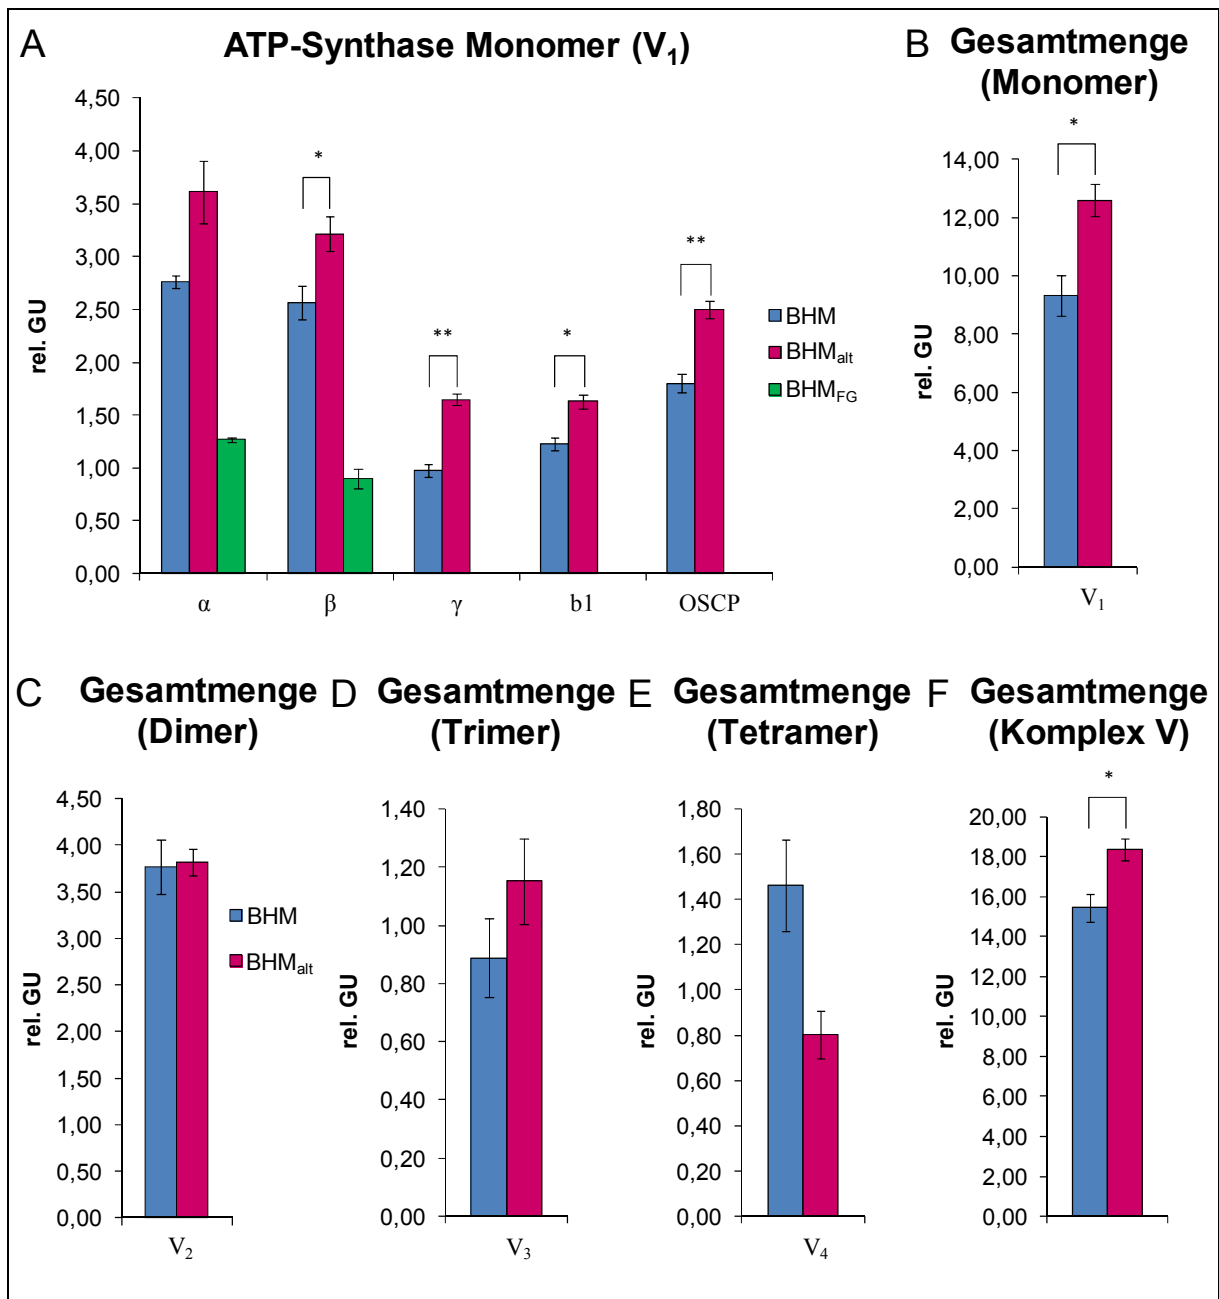 A
ATP-Synthase Monomer (V1)
4,50
4,00
3,50
3,00
2,50
2,00
1,50
1,00
0,50
0,00
rel. GU
*
**
*
**
α
β
γ
b1
OSCP
BHM
BHMalt
BHMFG
B
Gesamtmenge
(Monomer)
*
14,00
12,00
10,00
8,00
6,00
4,00
2,00
0,00
rel. GU
V1
C
Gesamtmenge
(Dimer)
4,50
4,00
3,50
3,00
2,50
2,00
1,50
1,00
0,50
0,00
rel. GU
V2
BHM
BHMalt
D
Gesamtmenge
(Trimer)
1,40
1,20
1,00
0,80
0,60
0,40
0,20
0,00
rel. GU
V3
E
Gesamtmenge
(Tetramer)
1,80
1,60
1,40
1,20
1,00
0,80
0,60
0,40
0,20
0,00
rel. GU
V4
F
Gesamtmenge
(Komplex V)
*
20,00
18,00
16,00
14,00
12,00
10,00
8,00
6,00
4,00
2,00
0,00
rel. GU